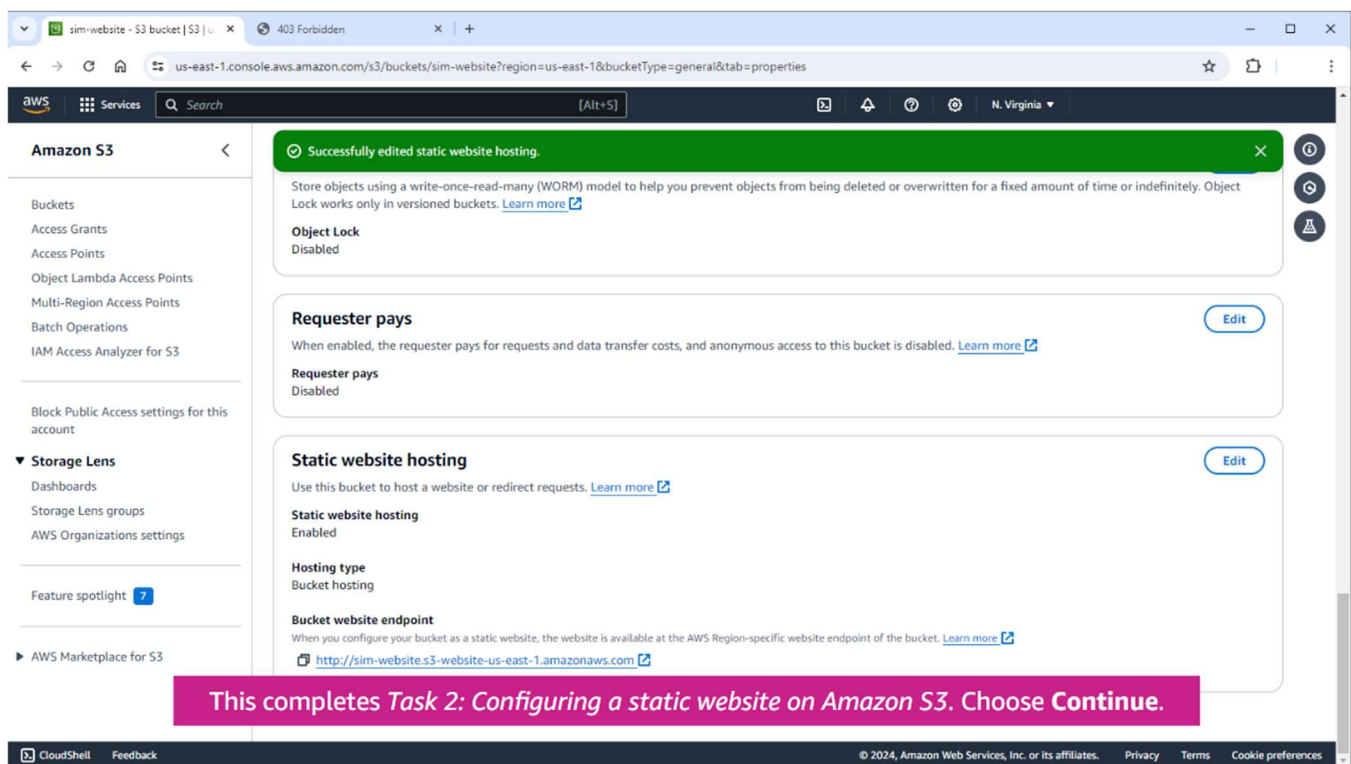 sim-website - S3 bucket | S3 | u
403 Forbidden
us-east-1.console.aws.amazon.com/s3/buckets/sim-website?region=us-east-1&bucketType=general&tab=properties
aws
Services
Search
[Alt+S]
N. Virginia
Amazon S3
Buckets
Access Grants
Access Points
Object Lambda Access Points
Multi-Region Access Points
Batch Operations
IAM Access Analyzer for S3
Block Public Access settings for this
account
Storage Lens
Dashboards
Storage Lens groups
AWS Organizations settings
Feature spotlight 7
AWS Marketplace for S3
Successfully edited static website hosting.
Store objects using a write-once-read-many (WORM) model to help you prevent objects from being deleted or overwritten for a fixed amount of time or indefinitely. Object
Lock works only in versioned buckets. Learn more
Object Lock
Disabled
Requester pays
Edit
When enabled, the requester pays for requests and data transfer costs, and anonymous access to this bucket is disabled. Learn more
Requester pays
Disabled
Static website hosting
Edit
Use this bucket to host a website or redirect requests. Learn more
Static website hosting
Enabled
Hosting type
Bucket hosting
Bucket website endpoint
When you configure your bucket as a static website, the website is available at the AWS Region-specific website endpoint of the bucket. Learn more
http://sim-website.s3-website-us-east-1.amazonaws.com
This completes Task 2: Configuring a static website on Amazon S3. Choose Continue.
CloudShell
Feedback
© 2024, Amazon Web Services, Inc. or its affiliates.
Privacy
Terms
Cookie preferences